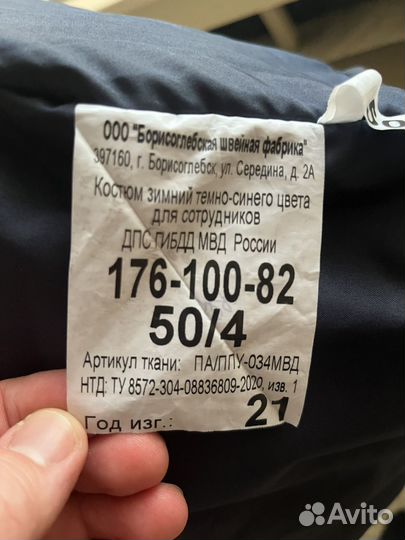 ООО "Борисоглебская швейная фабрика"
397160, г. Борисоглебск, ул. Середина, д. 2А
Костюм зимний темно-синего цвета
для сотрудников
ДПС ГИБДД МВД России
176-100-82
50/4
Артикул ткани: ПА/ППУ-034МВД
НТД: ТУ 8572-304-08836809-2020, изв. 1
Год изг.: 21
Avito